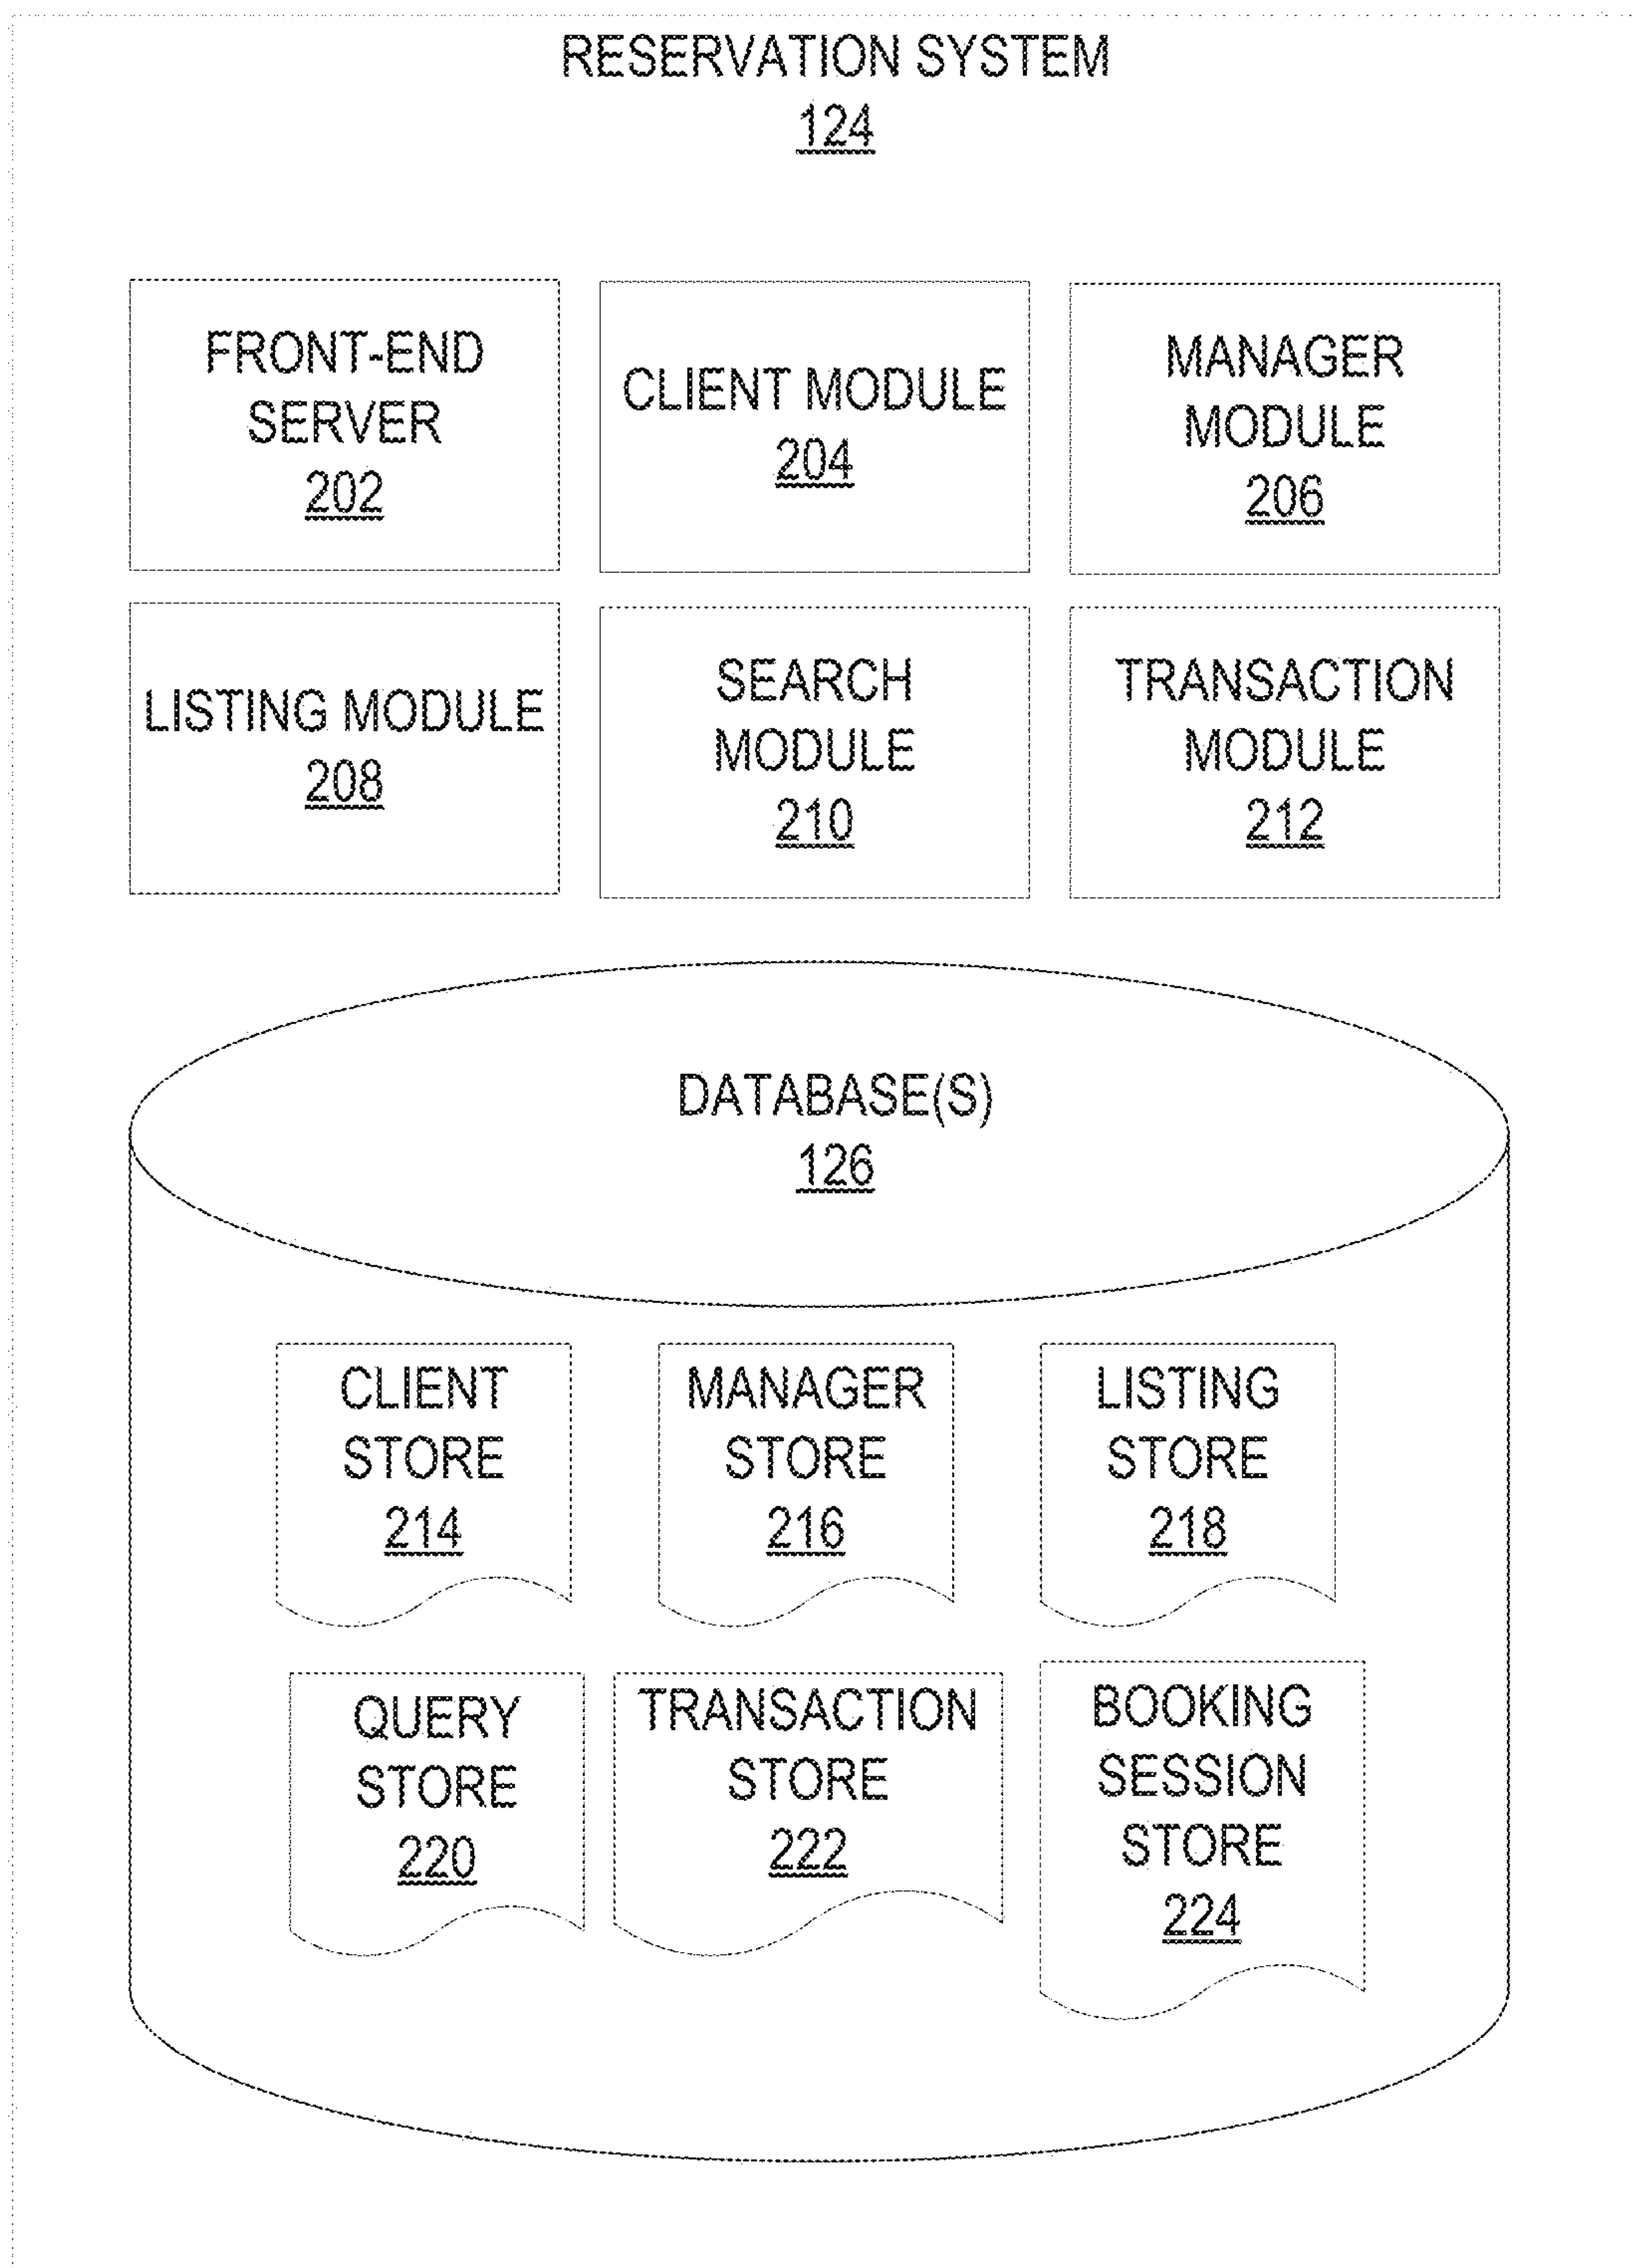 RESERVATION SYSTEM
124
FRONT-END
SERVER
202
CLIENT MODULE
204
MANAGER
MODULE
206
LISTING MODULE
208
SEARCH
MODULE
210
TRANSACTION
MODULE
212
DATABASE(S)
126
CLIENT
STORE
214
MANAGER
STORE
216
LISTING
STORE
218
QUERY
STORE
220
TRANSACTION
STORE
222
BOOKING
SESSION
STORE
224